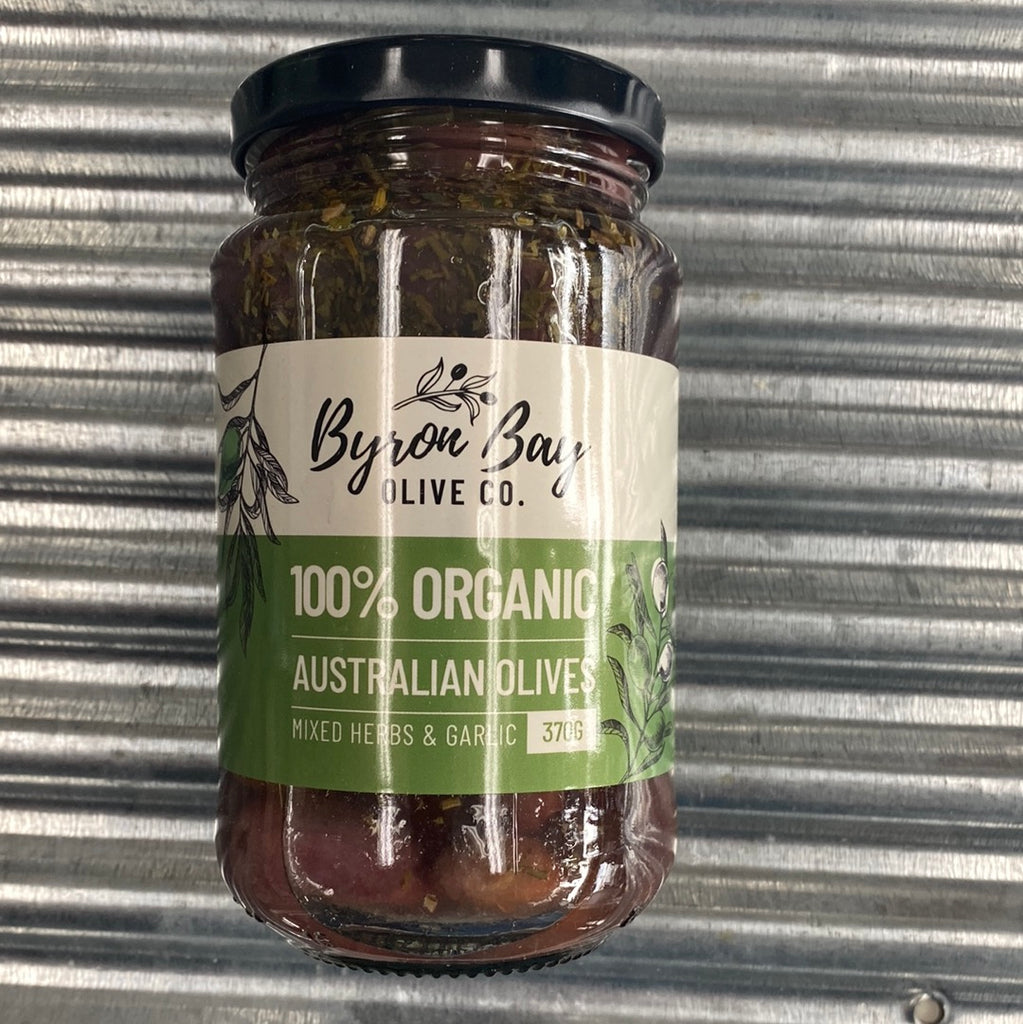 Byron Bay
OLIVE CO.
100% ORGANIC
AUSTRALIAN OLIVES
MIXED HERBS & GARLIC 370G